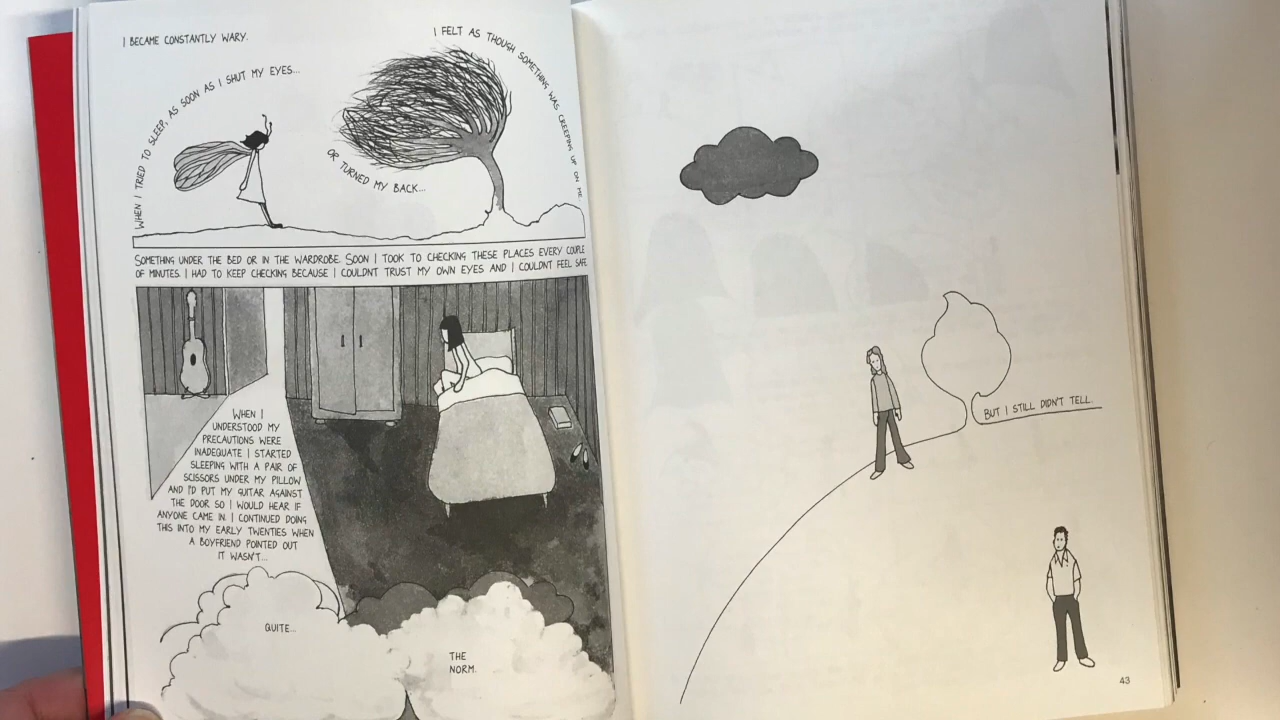 I BECAME CONSTANTLY WARY.
WHEN I TRIED TO SLEEP, AS SOON AS I SHUT MY EYES...
OR TURNED MY BACK...
I FELT AS THOUGH SOMETHING WAS CREEPING UP ON ME.
SOMETHING UNDER THE BED OR IN THE WARDROBE. SOON I TOOK TO CHECKING THESE PLACES EVERY COUPLE
OF MINUTES. I HAD TO KEEP CHECKING BECAUSE I COULDNT TRUST MY OWN EYES AND I COULDNT FEEL SAFE.
WHEN I
UNDERSTOOD MY
PRECAUTIONS WERE
INADEQUATE I STARTED
SLEEPING WITH A PAIR OF
SCISSORS UNDER MY PILLOW
AND I'D PUT MY GUITAR AGAINST
THE DOOR SO I WOULD HEAR IF
ANYONE CAME IN. I CONTINUED DOING
THIS INTO MY EARLY TWENTIES WHEN
A BOYFRIEND POINTED OUT
IT WASN'T...
QUITE...
THE
NORM.
BUT I STILL DIDN'T TELL.
43